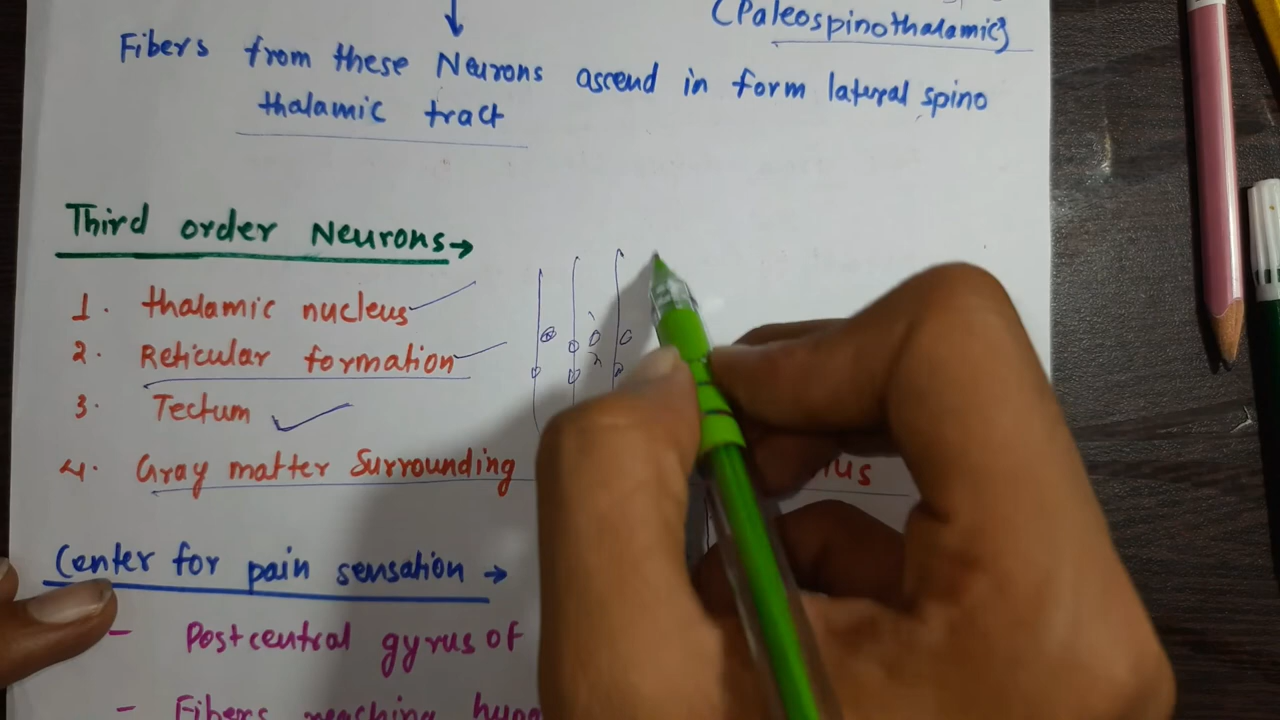 (Paleospinothalamic)
Fibers from these Neurons ascend in form lateral spino
thalamic tract
Third order Neurons→
1. thalamic nucleus
2. Reticular formation
3. Tectum
4. Gray matter Surrounding
Center for pain sensation →
- Postcentral gyrus of
- Fibers reaching